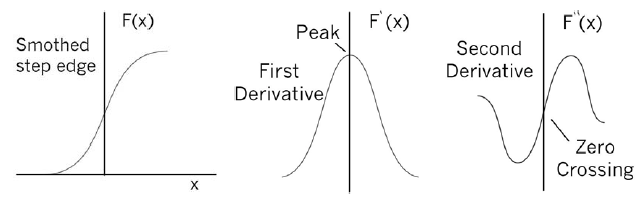 F(x)
Smothed
step edge
x
F`(x)
Peak
First
Derivative
F``(x)
Second
Derivative
Zero
Crossing